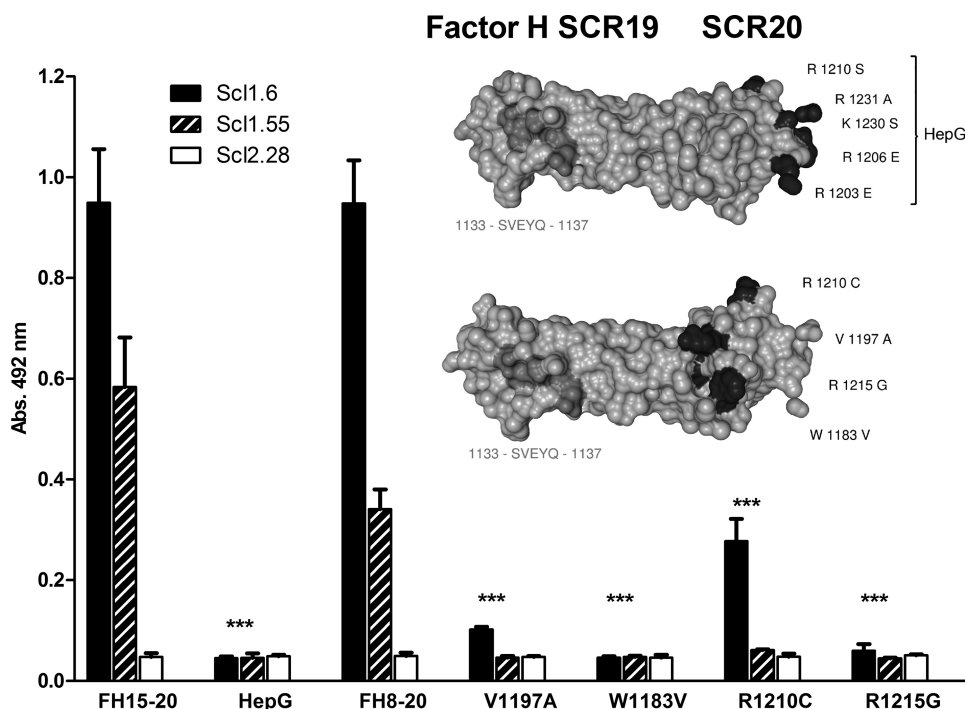 Factor H SCR19 SCR20
Scl1.6
Scl1.55
Scl2.28
R 1210 S
R 1231 A
K 1230 S
R 1206 E
R 1203 E
HepG
1133 - SVEYQ - 1137
R 1210 C
V 1197 A
R 1215 G
W 1183 V
1133 - SVEYQ - 1137
Abs. 492 nm
1.2
1.0
0.8
0.6
0.4
0.2
0.0
***
***
***
***
***
FH15-20 HepG FH8-20 V1197A W1183V R1210C R1215G